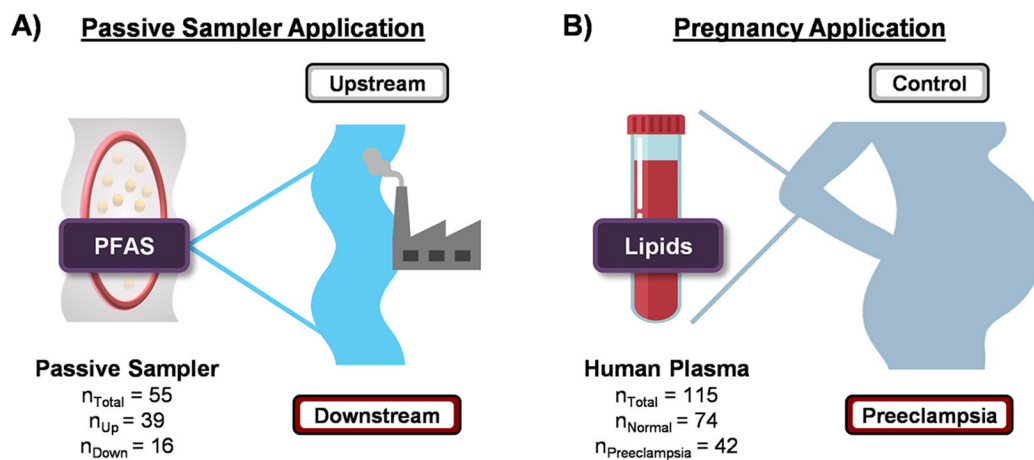 A) Passive Sampler Application
Upstream
PFAS
Passive Sampler
nTotal = 55
nUp = 39
nDown = 16
Downstream
B) Pregnancy Application
Control
Lipids
Human Plasma
nTotal = 115
nNormal = 74
nPreeclampsia = 42
Preeclampsia